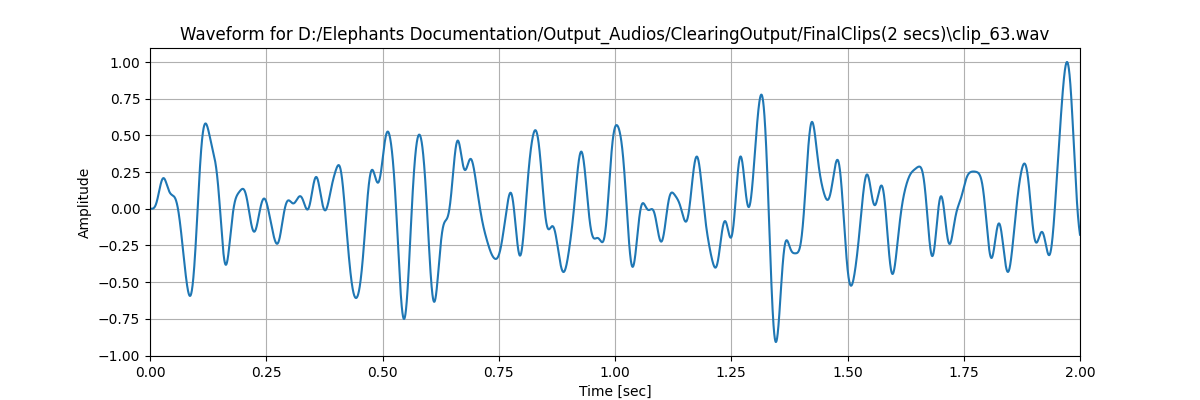 Waveform for D:/Elephants Documentation/Output_Audios/ClearingOutput/FinalClips(2 secs)\clip_63.wav
1.00
0.75
0.50
0.25
0.00
−0.25
−0.50
−0.75
−1.00
Amplitude
0.00 0.25 0.50 0.75 1.00 1.25 1.50 1.75 2.00
Time [sec]